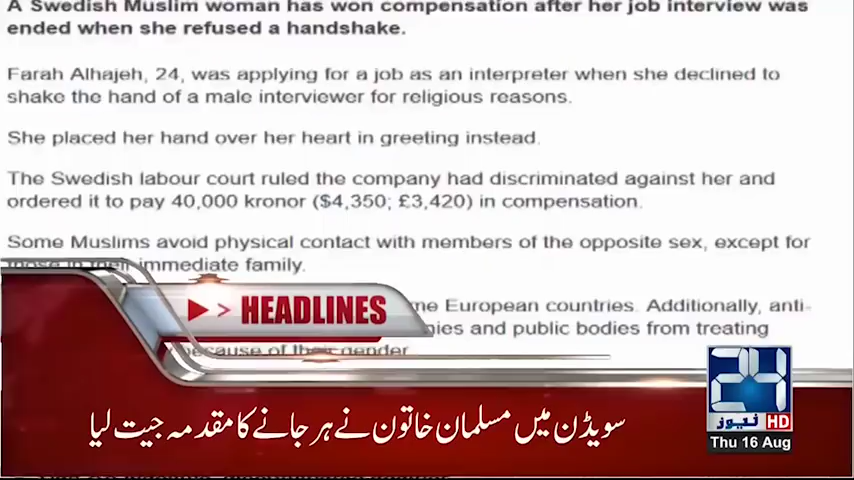 A Swedish Muslim woman has won compensation after her job interview was
ended when she refused a handshake.
Farah Alhajeh, 24, was applying for a job as an interpreter when she declined to
shake the hand of a male interviewer for religious reasons.
She placed her hand over her heart in greeting instead.
The Swedish labour court ruled the company had discriminated against her and
ordered it to pay 40,000 kronor ($4,350; £3,420) in compensation.
Some Muslims avoid physical contact with members of the opposite sex, except for
those in their immediate family.
European countries. Additionally, anti-
and public bodies from treating
because of their gender
HEADLINES
سویڈن میں مسلمان خاتون نے ہرجانے کا مقدمہ جیت لیا
24
نیوز HD
Thu 16 Aug